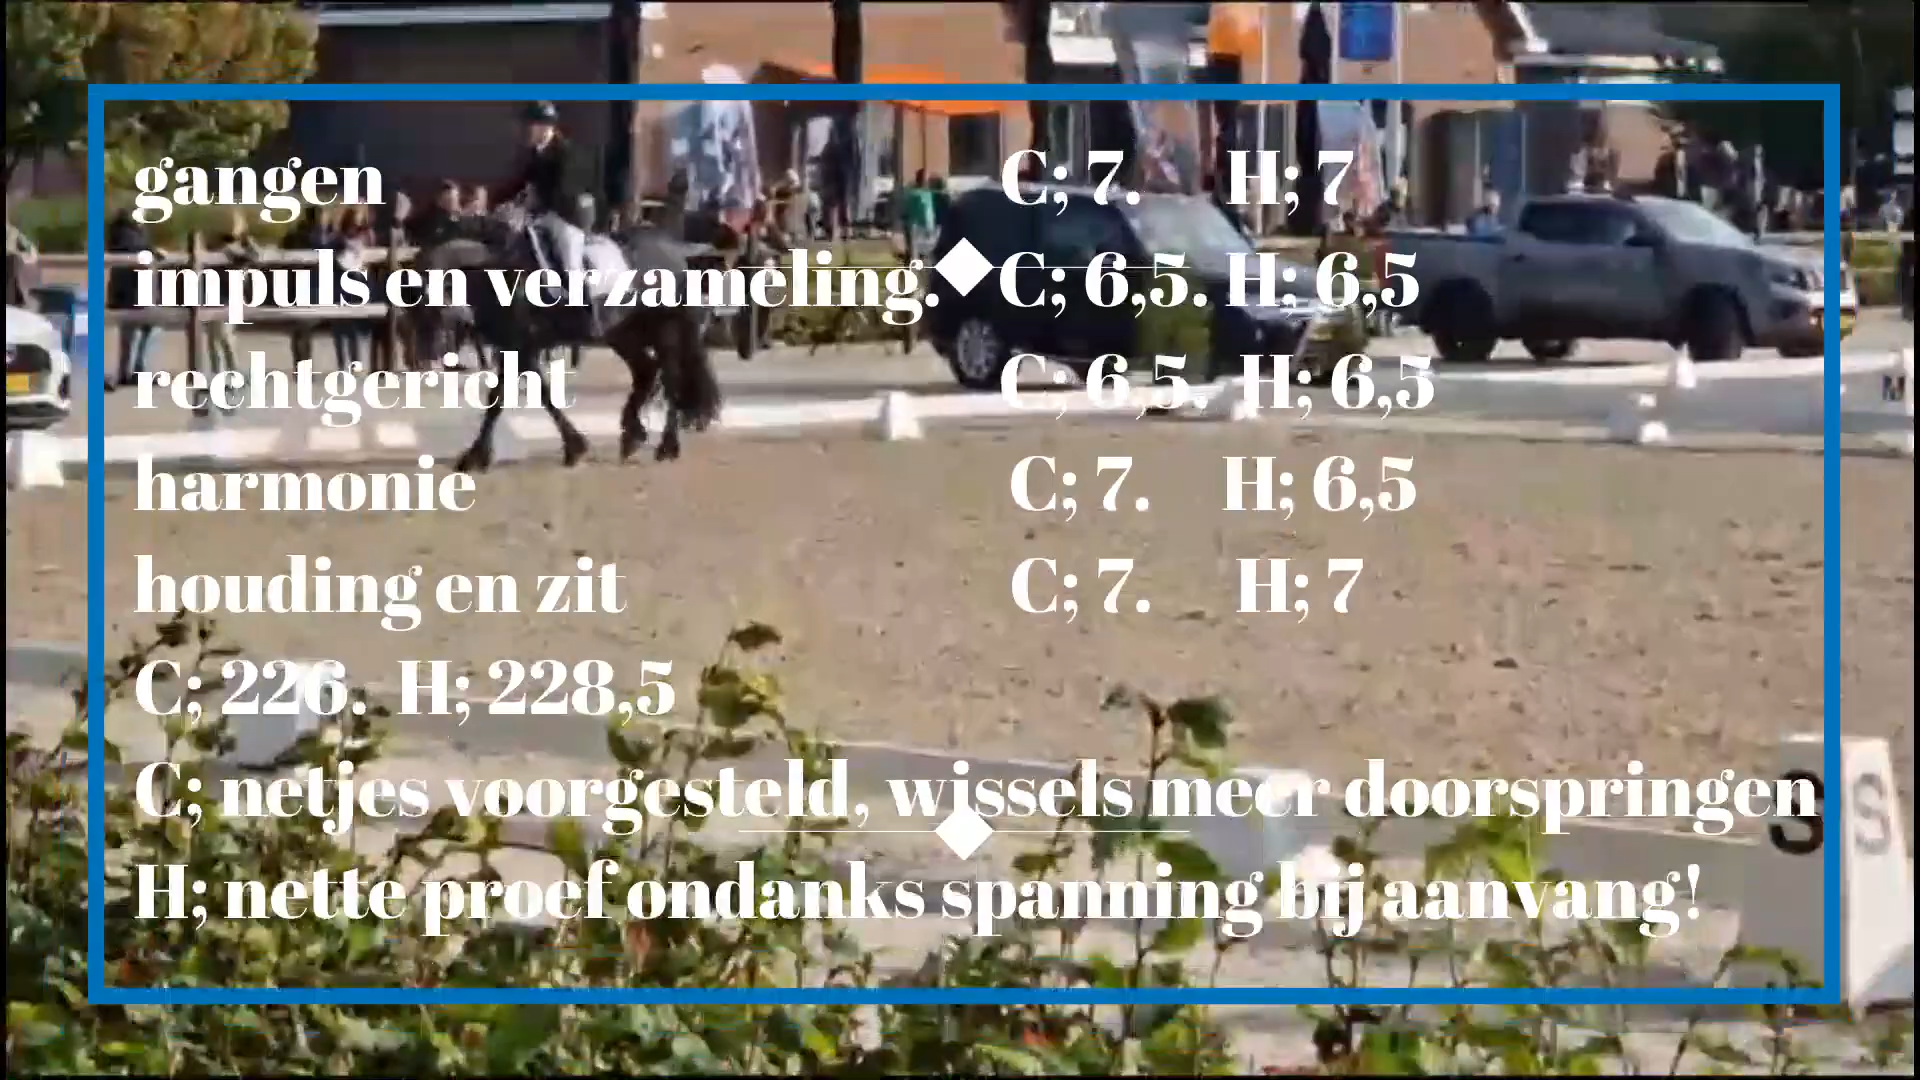 gangen C; 7. H; 7
impuls en verzameling. C; 6,5. H; 6,5
rechtgericht C; 6,5. H; 6,5
harmonie C; 7. H; 6,5
houding en zit C; 7. H; 7
C; 226. H; 228,5
C; netjes voorgesteld, wissels meer doorspringen
H; nette proef ondanks spanning bij aanvang!
M
S S